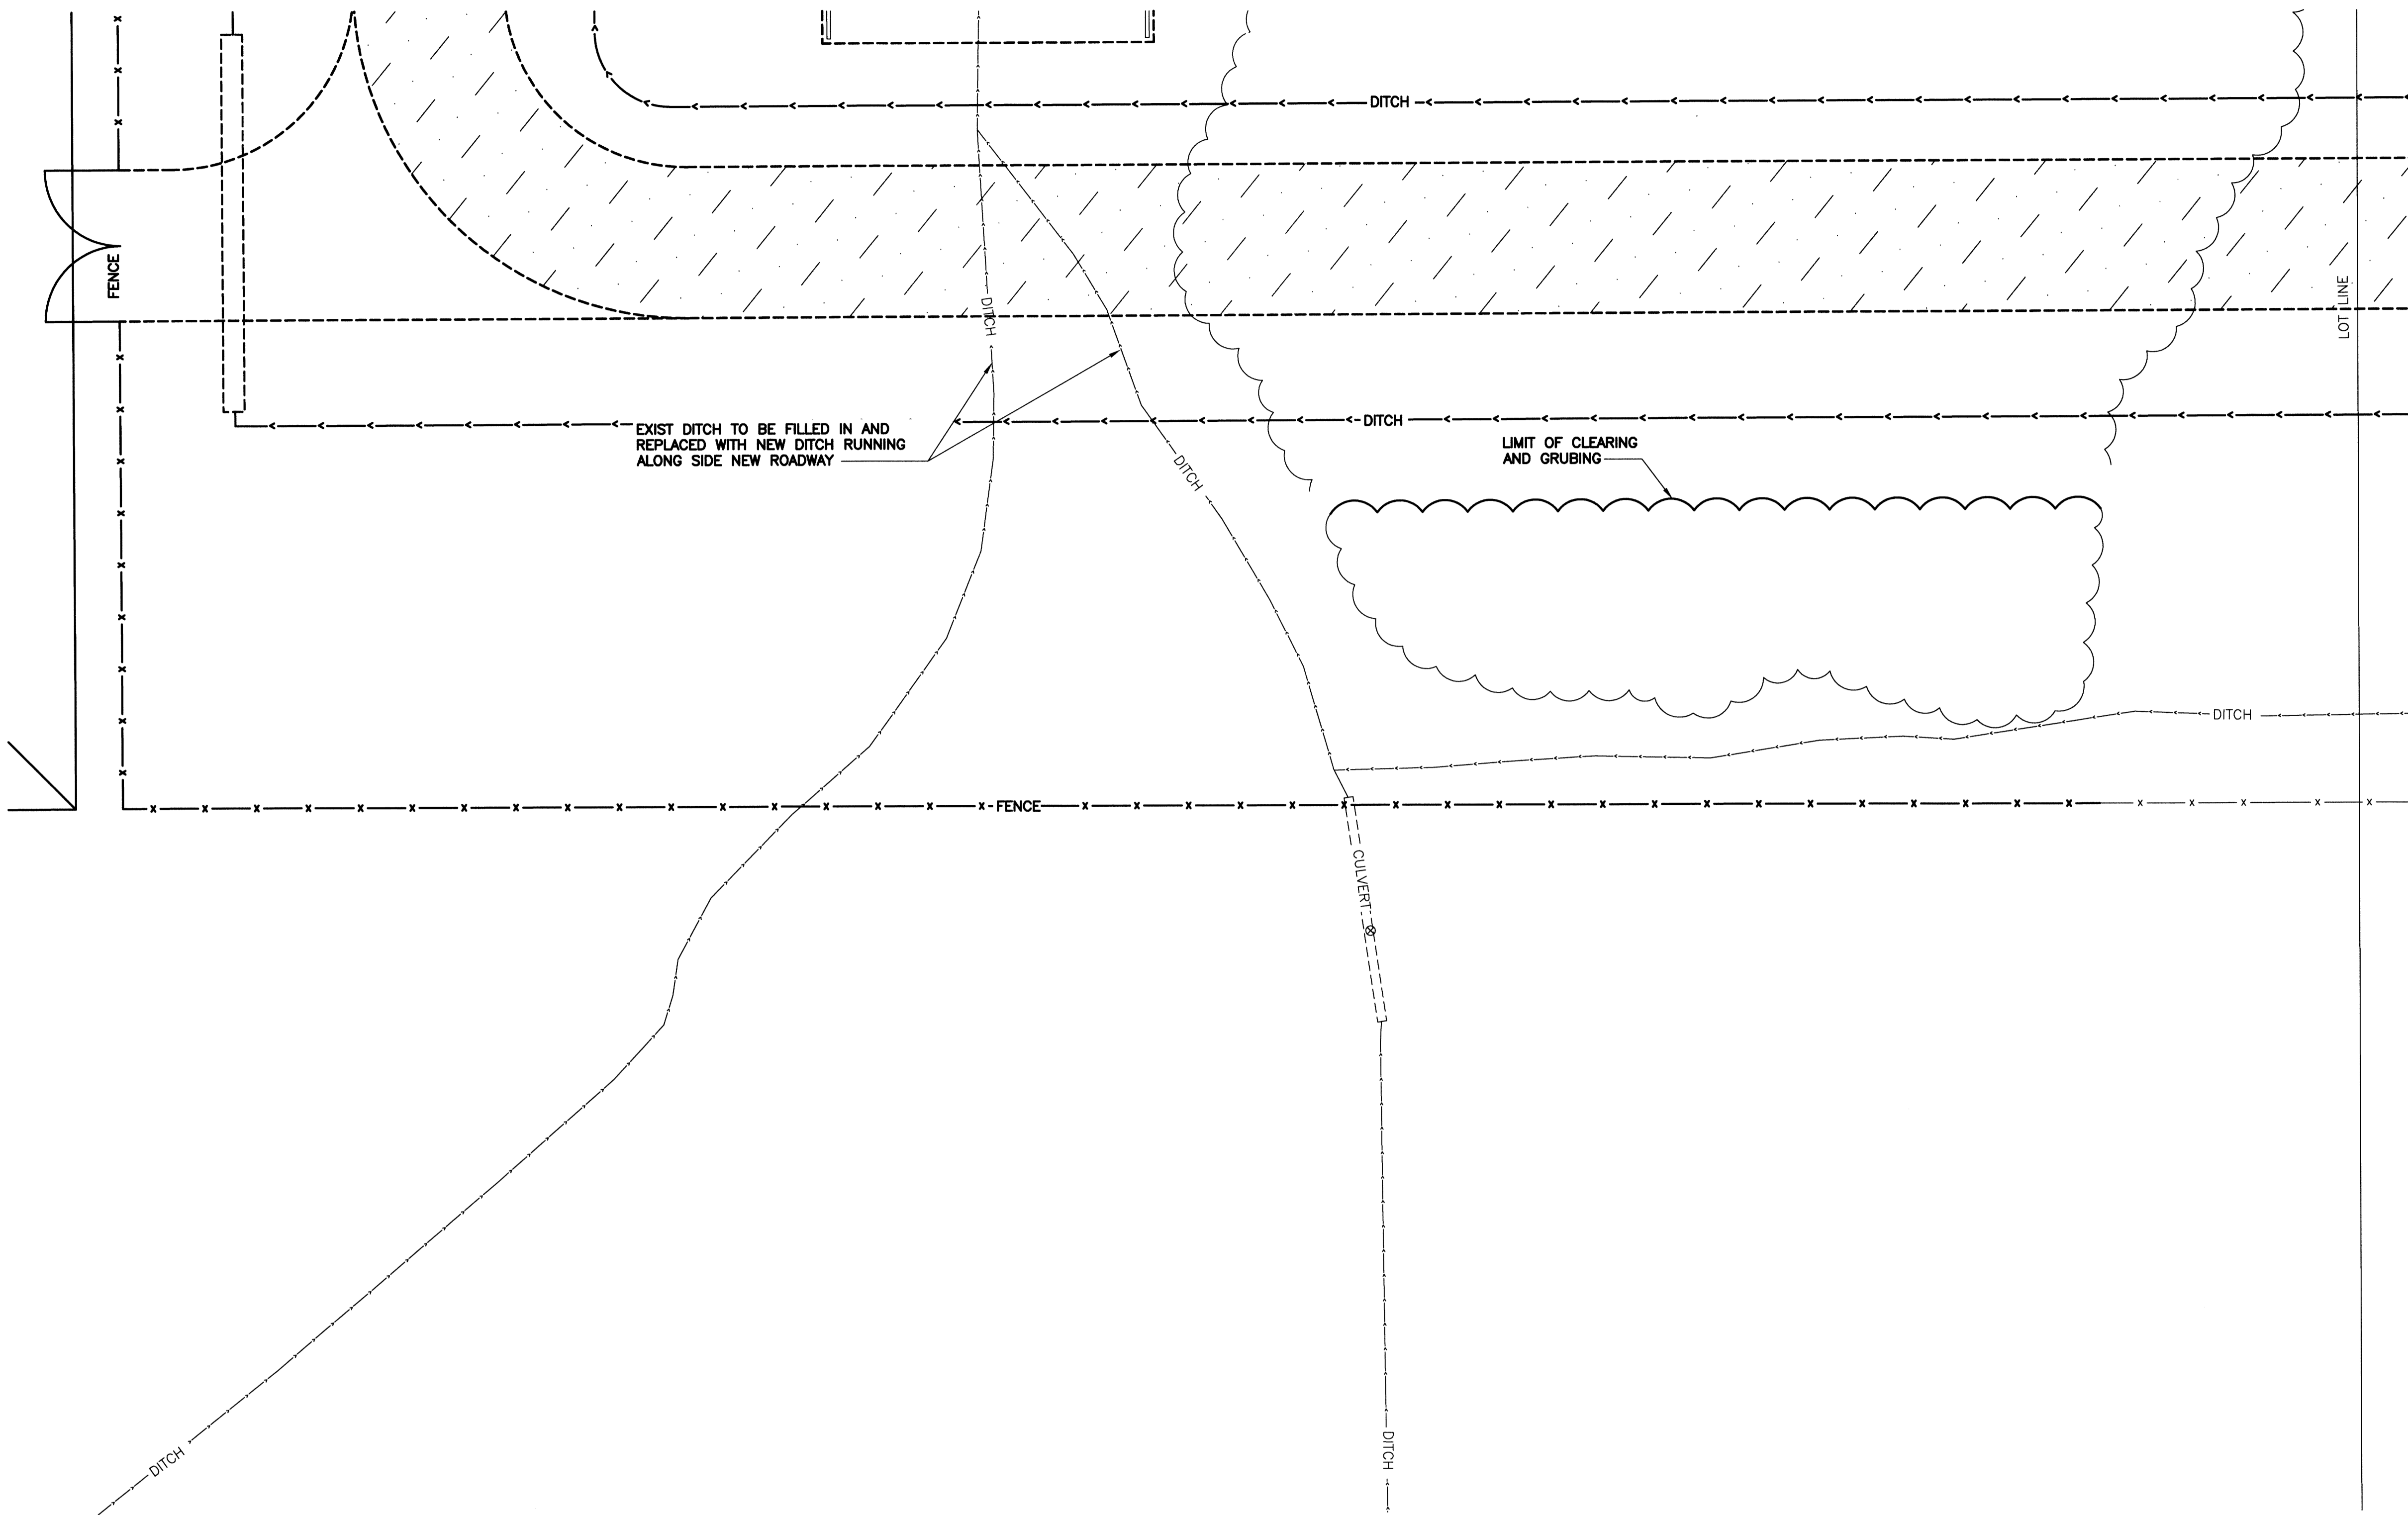 DITCH
FENCE
DITCH
LOT LINE
EXIST DITCH TO BE FILLED IN AND
REPLACED WITH NEW DITCH RUNNING
ALONG SIDE NEW ROADWAY
DITCH
LIMIT OF CLEARING
AND GRUBING
DITCH
DITCH
FENCE
CULVERT
DITCH
DITCH